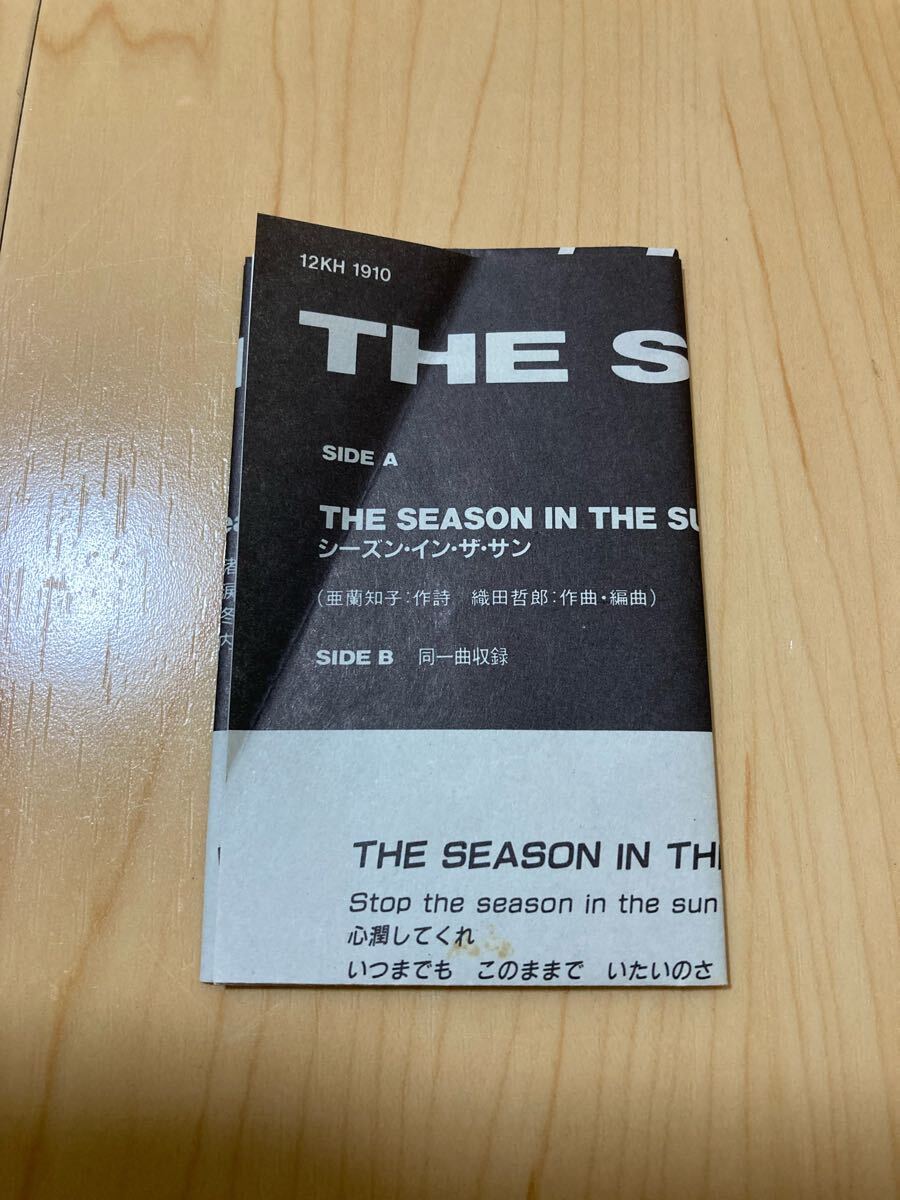 12KH 1910
THE S
SIDE A
THE SEASON IN THE SU
シーズン・イン・ザ・サン
(亜蘭知子:作詩 織田哲郎:作曲・編曲)
SIDE B 同一曲収録
THE SEASON IN TH
Stop the season in the sun
心潤してくれ
いつまでも このままで いたいのさ